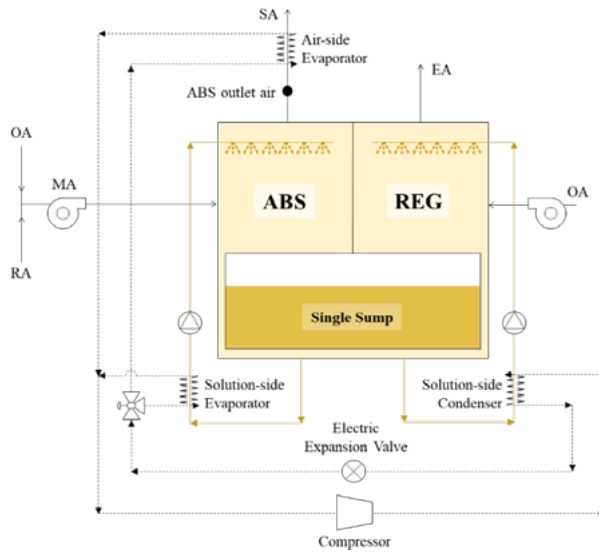 SA
Air-side
Evaporator
EA
ABS outlet air
OA
MA
OA
ABS
REG
RA
Single Sump
Solution-side
Evaporator
Solution-side
Condenser
Electric
Expansion Valve
Compressor